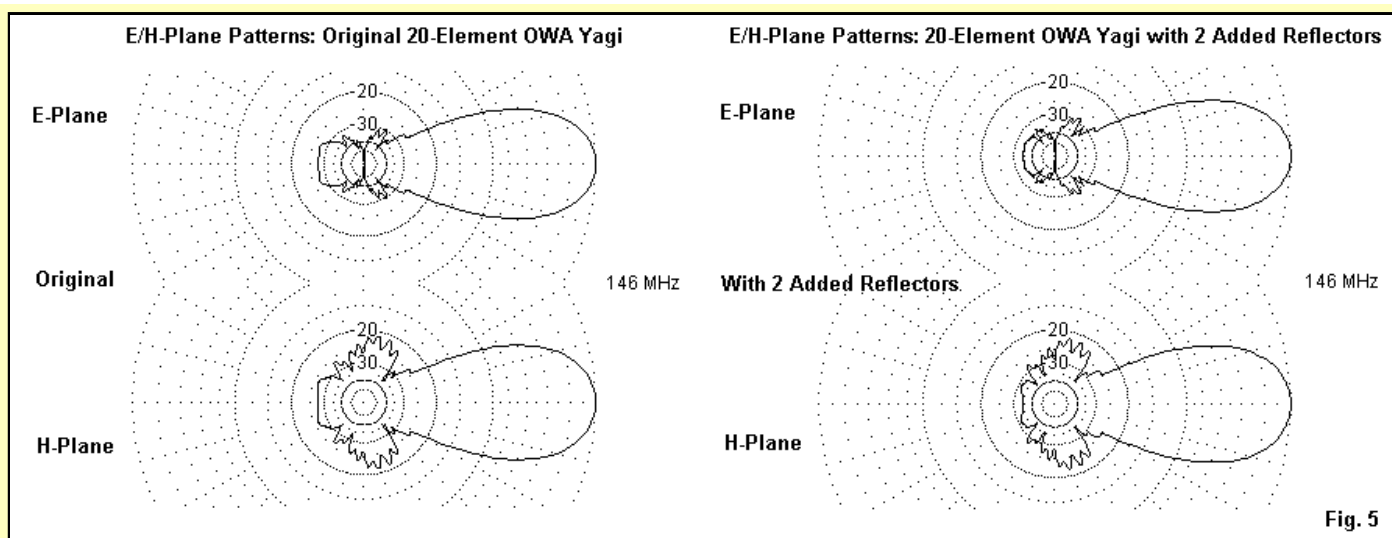 E/H-Plane Patterns: Original 20-Element OWA Yagi
E/H-Plane Patterns: 20-Element OWA Yagi with 2 Added Reflectors
E-Plane
-20
-30
E-Plane
-20
-30
Original
146 MHz
With 2 Added Reflectors
146 MHz
H-Plane
-20
-30
H-Plane
-20
-30
Fig. 5